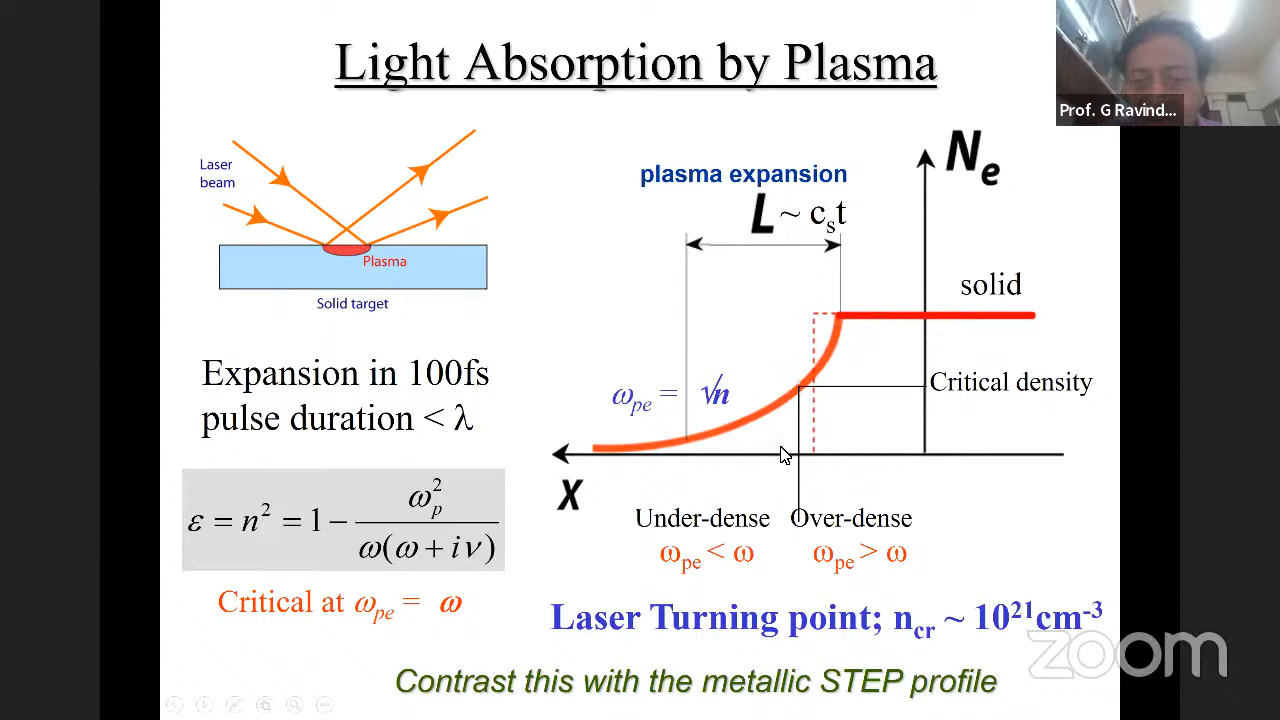 Light Absorption by Plasma
Prof. G Ravind...
Laser
beam
Plasma
Solid target
plasma expansion
L ~ cst
Ne
solid
Critical density
ωpe = √n
X
Under-dense
Over-dense
ωpe < ω
ωpe > ω
Expansion in 100fs
pulse duration < λ
ε = n² = 1 − ωp² / ω(ω + iν)
Critical at ωpe = ω
Laser Turning point; ncr ~ 10²¹cm⁻³
zoom
Contrast this with the metallic STEP profile